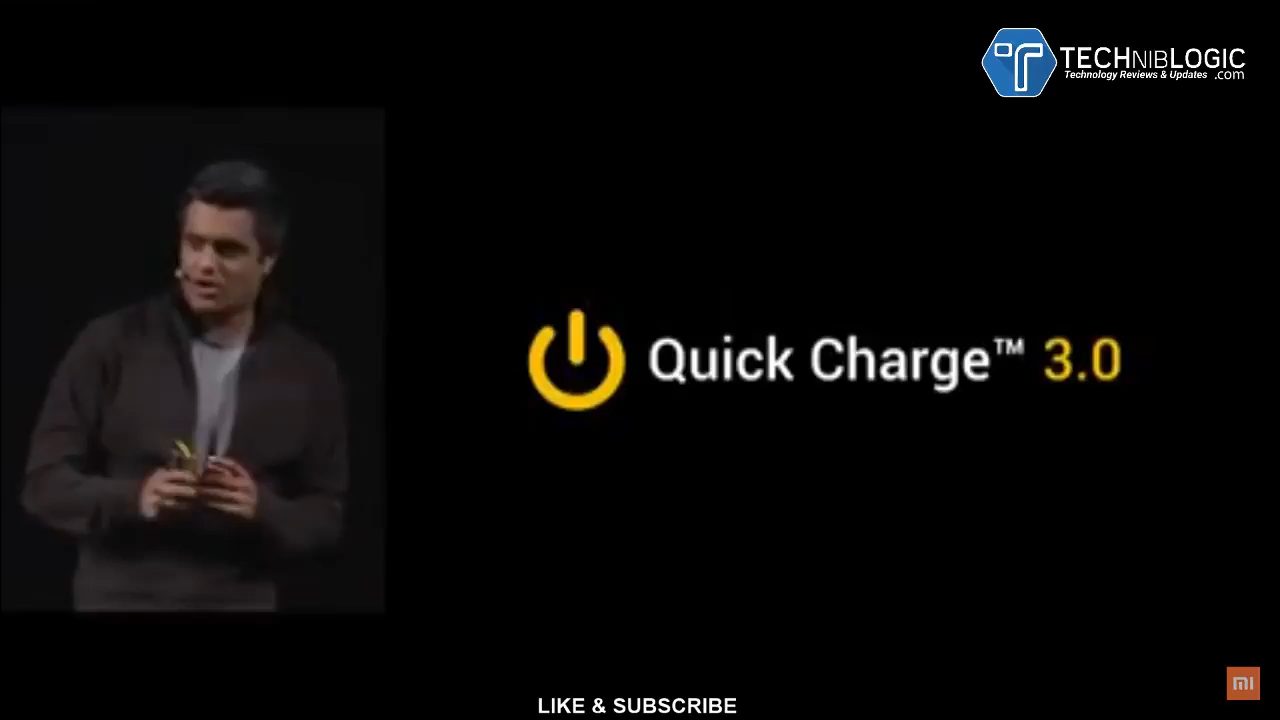 TECHNIBLOGIC
Technology Reviews & Updates .com
Quick Charge™ 3.0
mi
LIKE & SUBSCRIBE